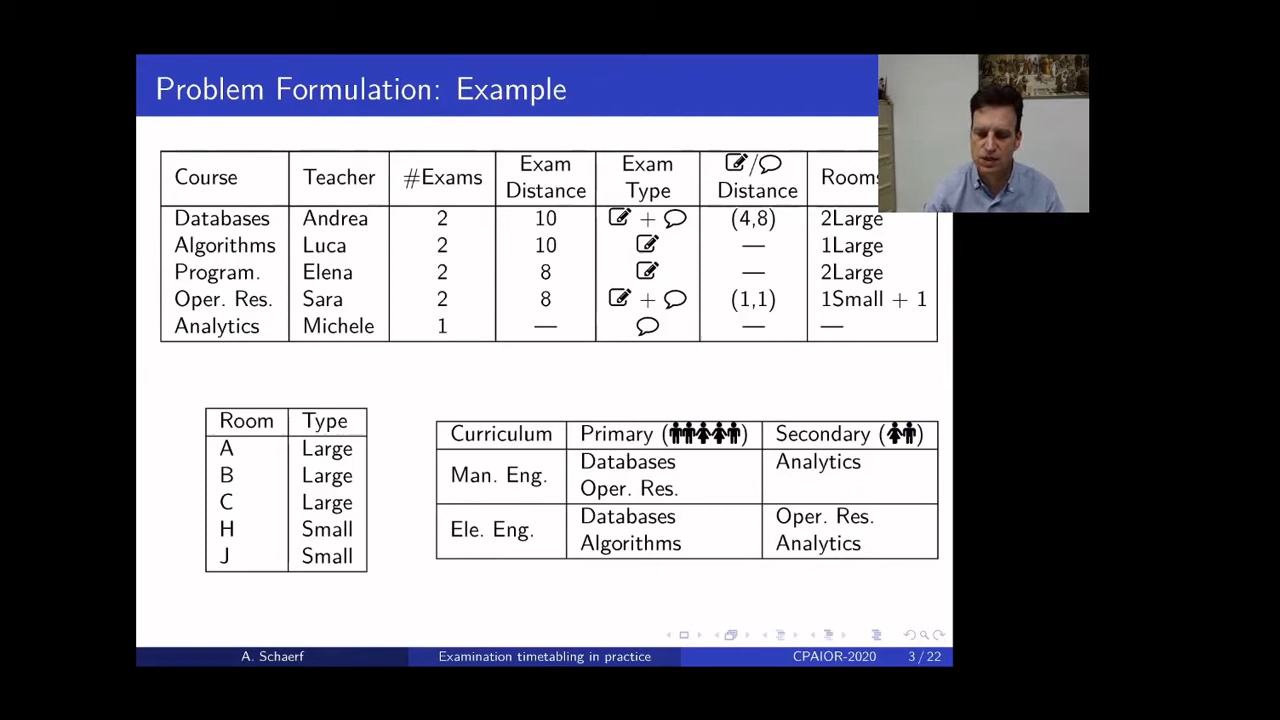 Problem Formulation: Example
Course Teacher #Exams Exam Distance Exam Type / Distance Rooms
Databases Andrea 2 10 + (4,8) 2Large
Algorithms Luca 2 10 — 1Large
Program. Elena 2 8 — 2Large
Oper. Res. Sara 2 8 + (1,1) 1Small + 1
Analytics Michele 1 — — —
Room Type
A Large
B Large
C Large
H Small
J Small
Curriculum Primary ( ) Secondary ( )
Man. Eng. Databases Analytics
Oper. Res.
Ele. Eng. Databases Oper. Res.
Algorithms Analytics
A. Schaerf Examination timetabling in practice CPAIOR-2020 3 / 22